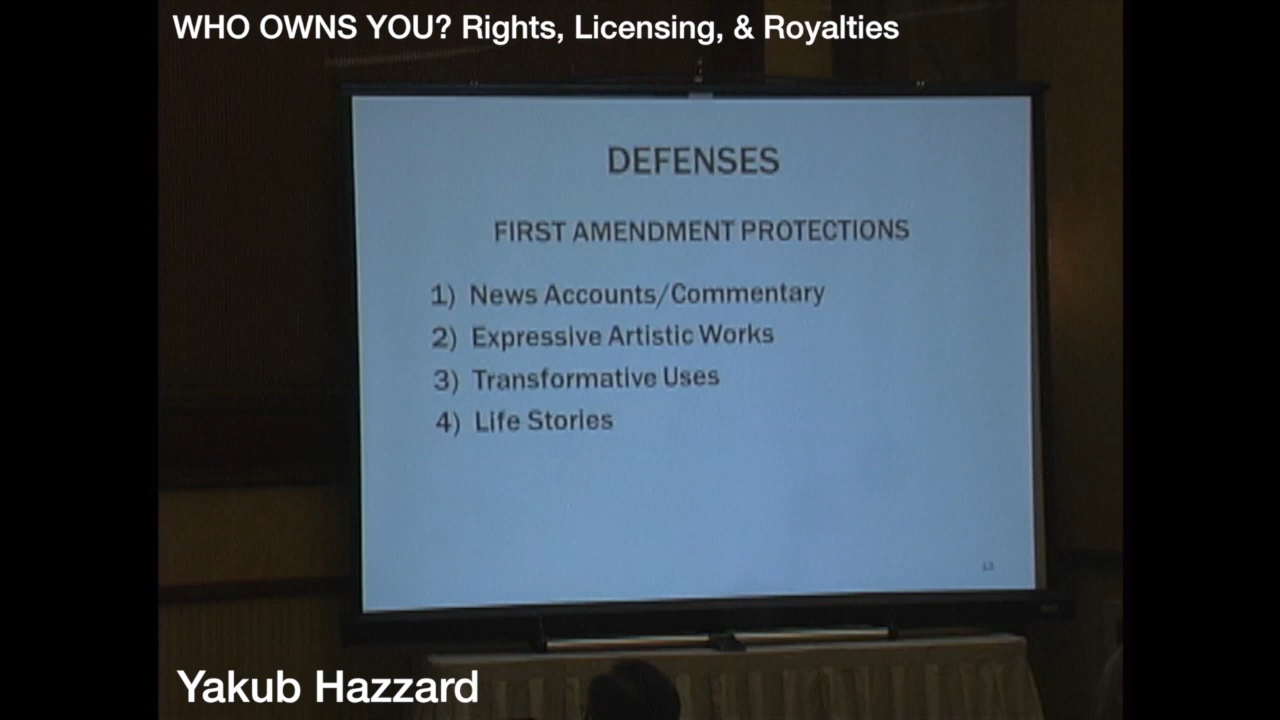 WHO OWNS YOU? Rights, Licensing, & Royalties
DEFENSES
FIRST AMENDMENT PROTECTIONS
1) News Accounts/Commentary
2) Expressive Artistic Works
3) Transformative Uses
4) Life Stories
Yakub Hazzard